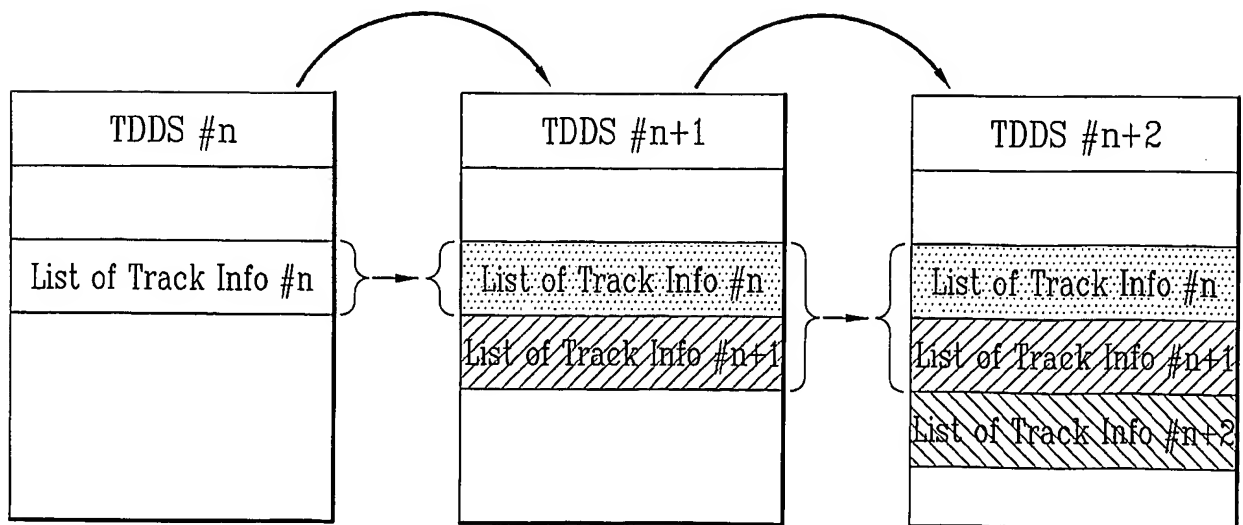 TDDS #n
List of Track Info #n
TDDS #n+1
List of Track Info #n
List of Track Info #n+1
TDDS #n+2
List of Track Info #n
List of Track Info #n+1
List of Track Info #n+2